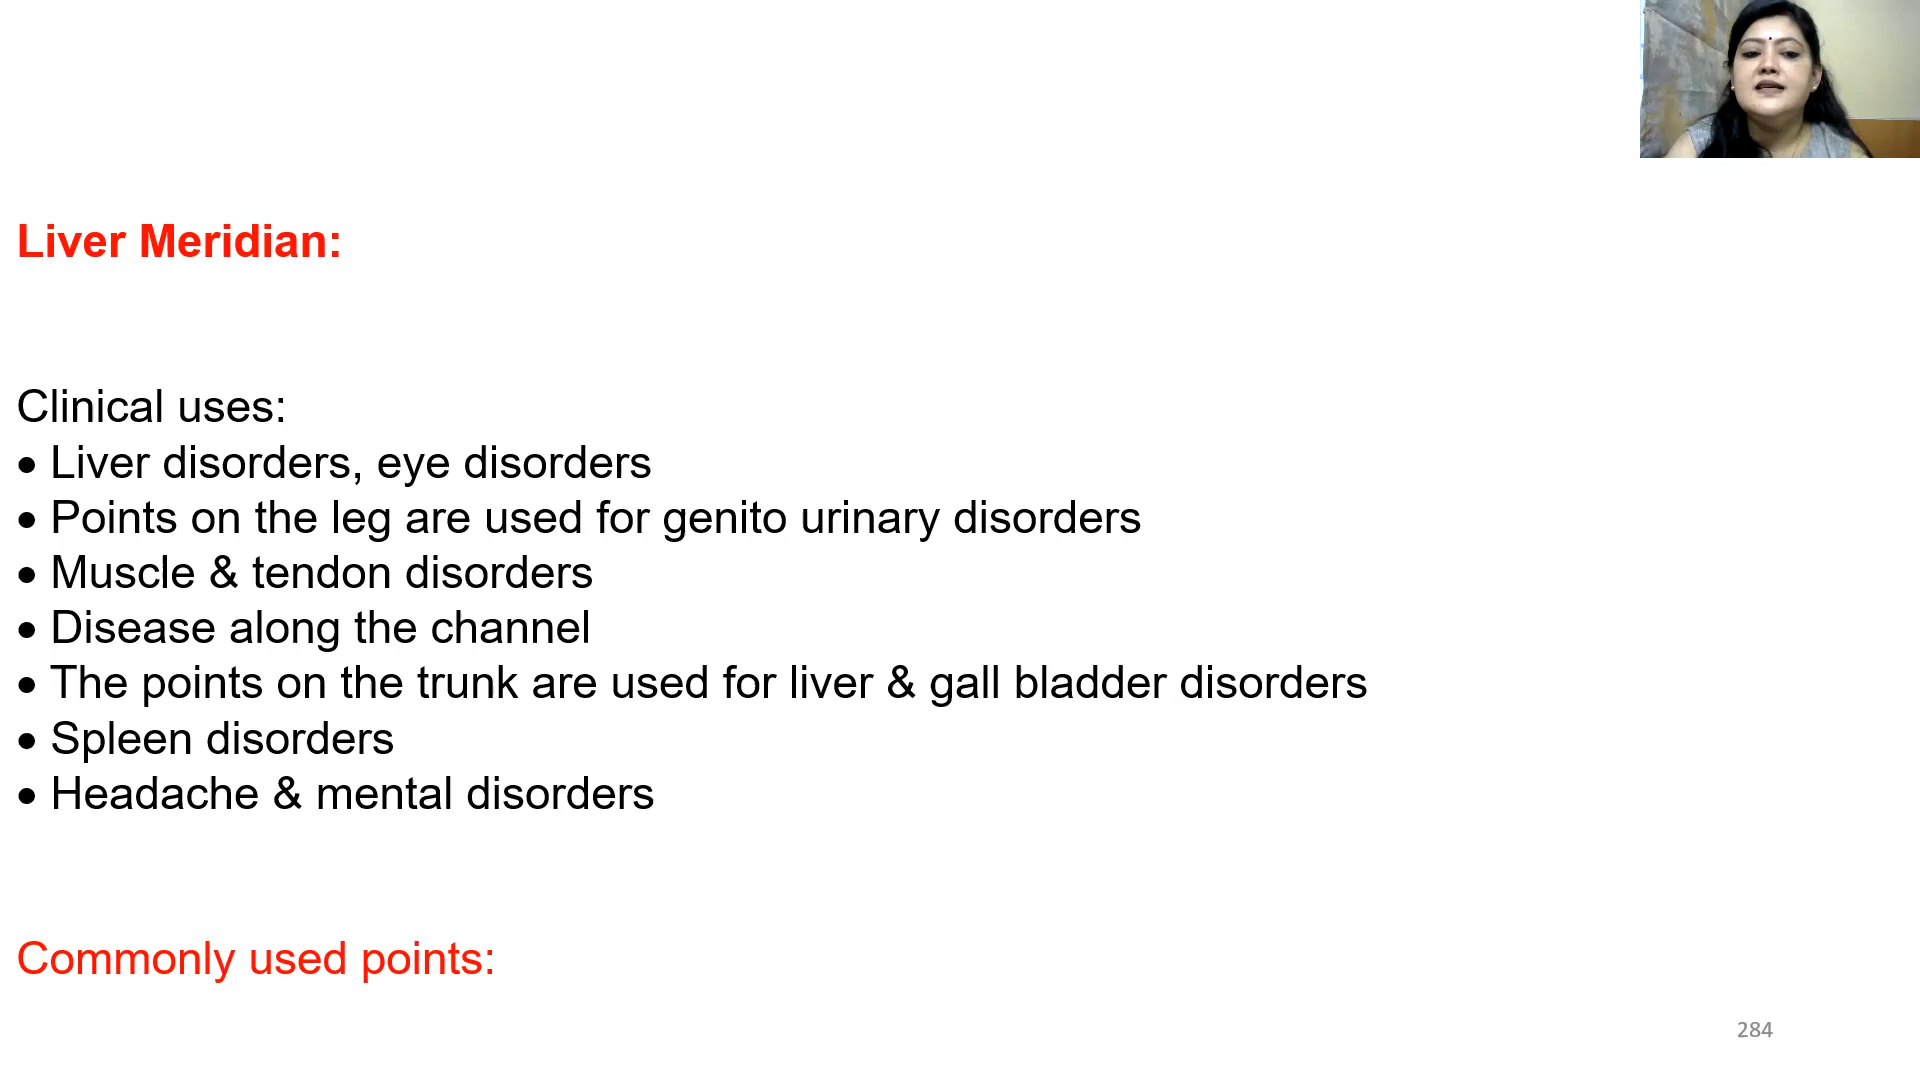 Liver Meridian:
Clinical uses:
• Liver disorders, eye disorders
• Points on the leg are used for genito urinary disorders
• Muscle & tendon disorders
• Disease along the channel
• The points on the trunk are used for liver & gall bladder disorders
• Spleen disorders
• Headache & mental disorders
Commonly used points:
284